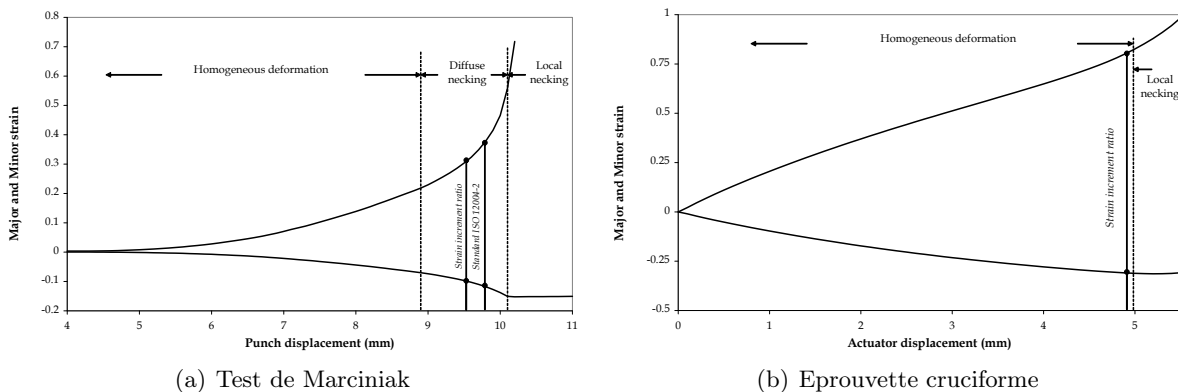 0.8
0.7
0.6
0.5
0.4
0.3
0.2
0.1
0
-0.1
-0.2
Major and Minor strain
Homogeneous deformation
Diffuse
necking
Local
necking
Strain increment ratio
Standard ISO 12004-2
4 5 6 7 8 9 10 11
Punch displacement (mm)
(a) Test de Marciniak
1
0.75
0.5
0.25
0
-0.25
-0.5
Major and Minor strain
Homogeneous deformation
Local
necking
Strain increment ratio
0 1 2 3 4 5
Actuator displacement (mm)
(b) Eprouvette cruciforme